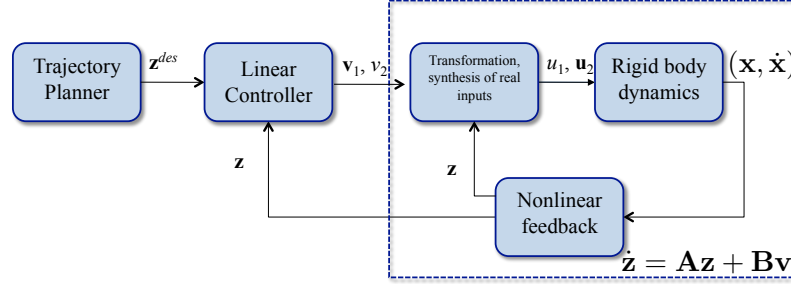 Trajectory
Planner
z^des
Linear
Controller
v₁, v₂
Transformation,
synthesis of real
inputs
u₁, u₂
Rigid body
dynamics
(x, ẋ)
z
z
Nonlinear
feedback
ż = Az + Bv